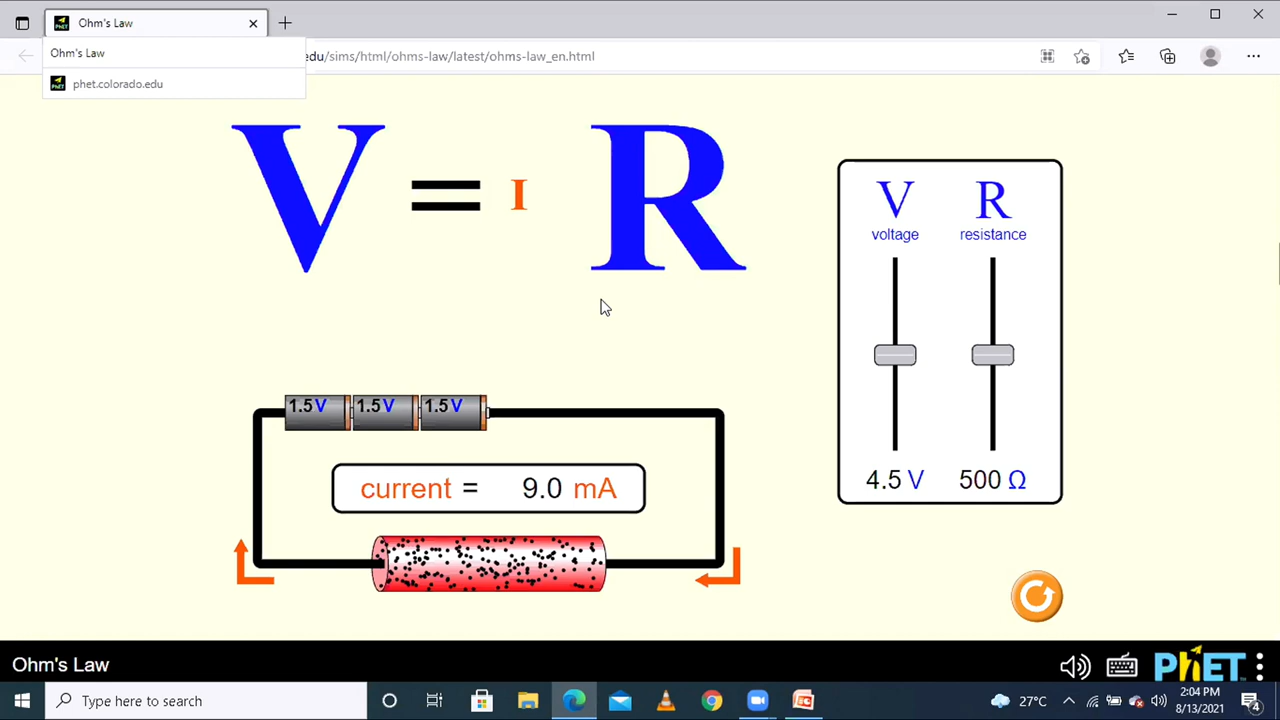 Ohm's Law
Ohm's Law
phet.colorado.edu
edu/sims/html/ohms-law/latest/ohms-law_en.html
V = I R
V R
voltage resistance
4.5 V 500 Ω
1.5 V 1.5 V 1.5 V
current = 9.0 mA
Ohm's Law
PhET
Type here to search
27°C
2:04 PM
8/13/2021
4